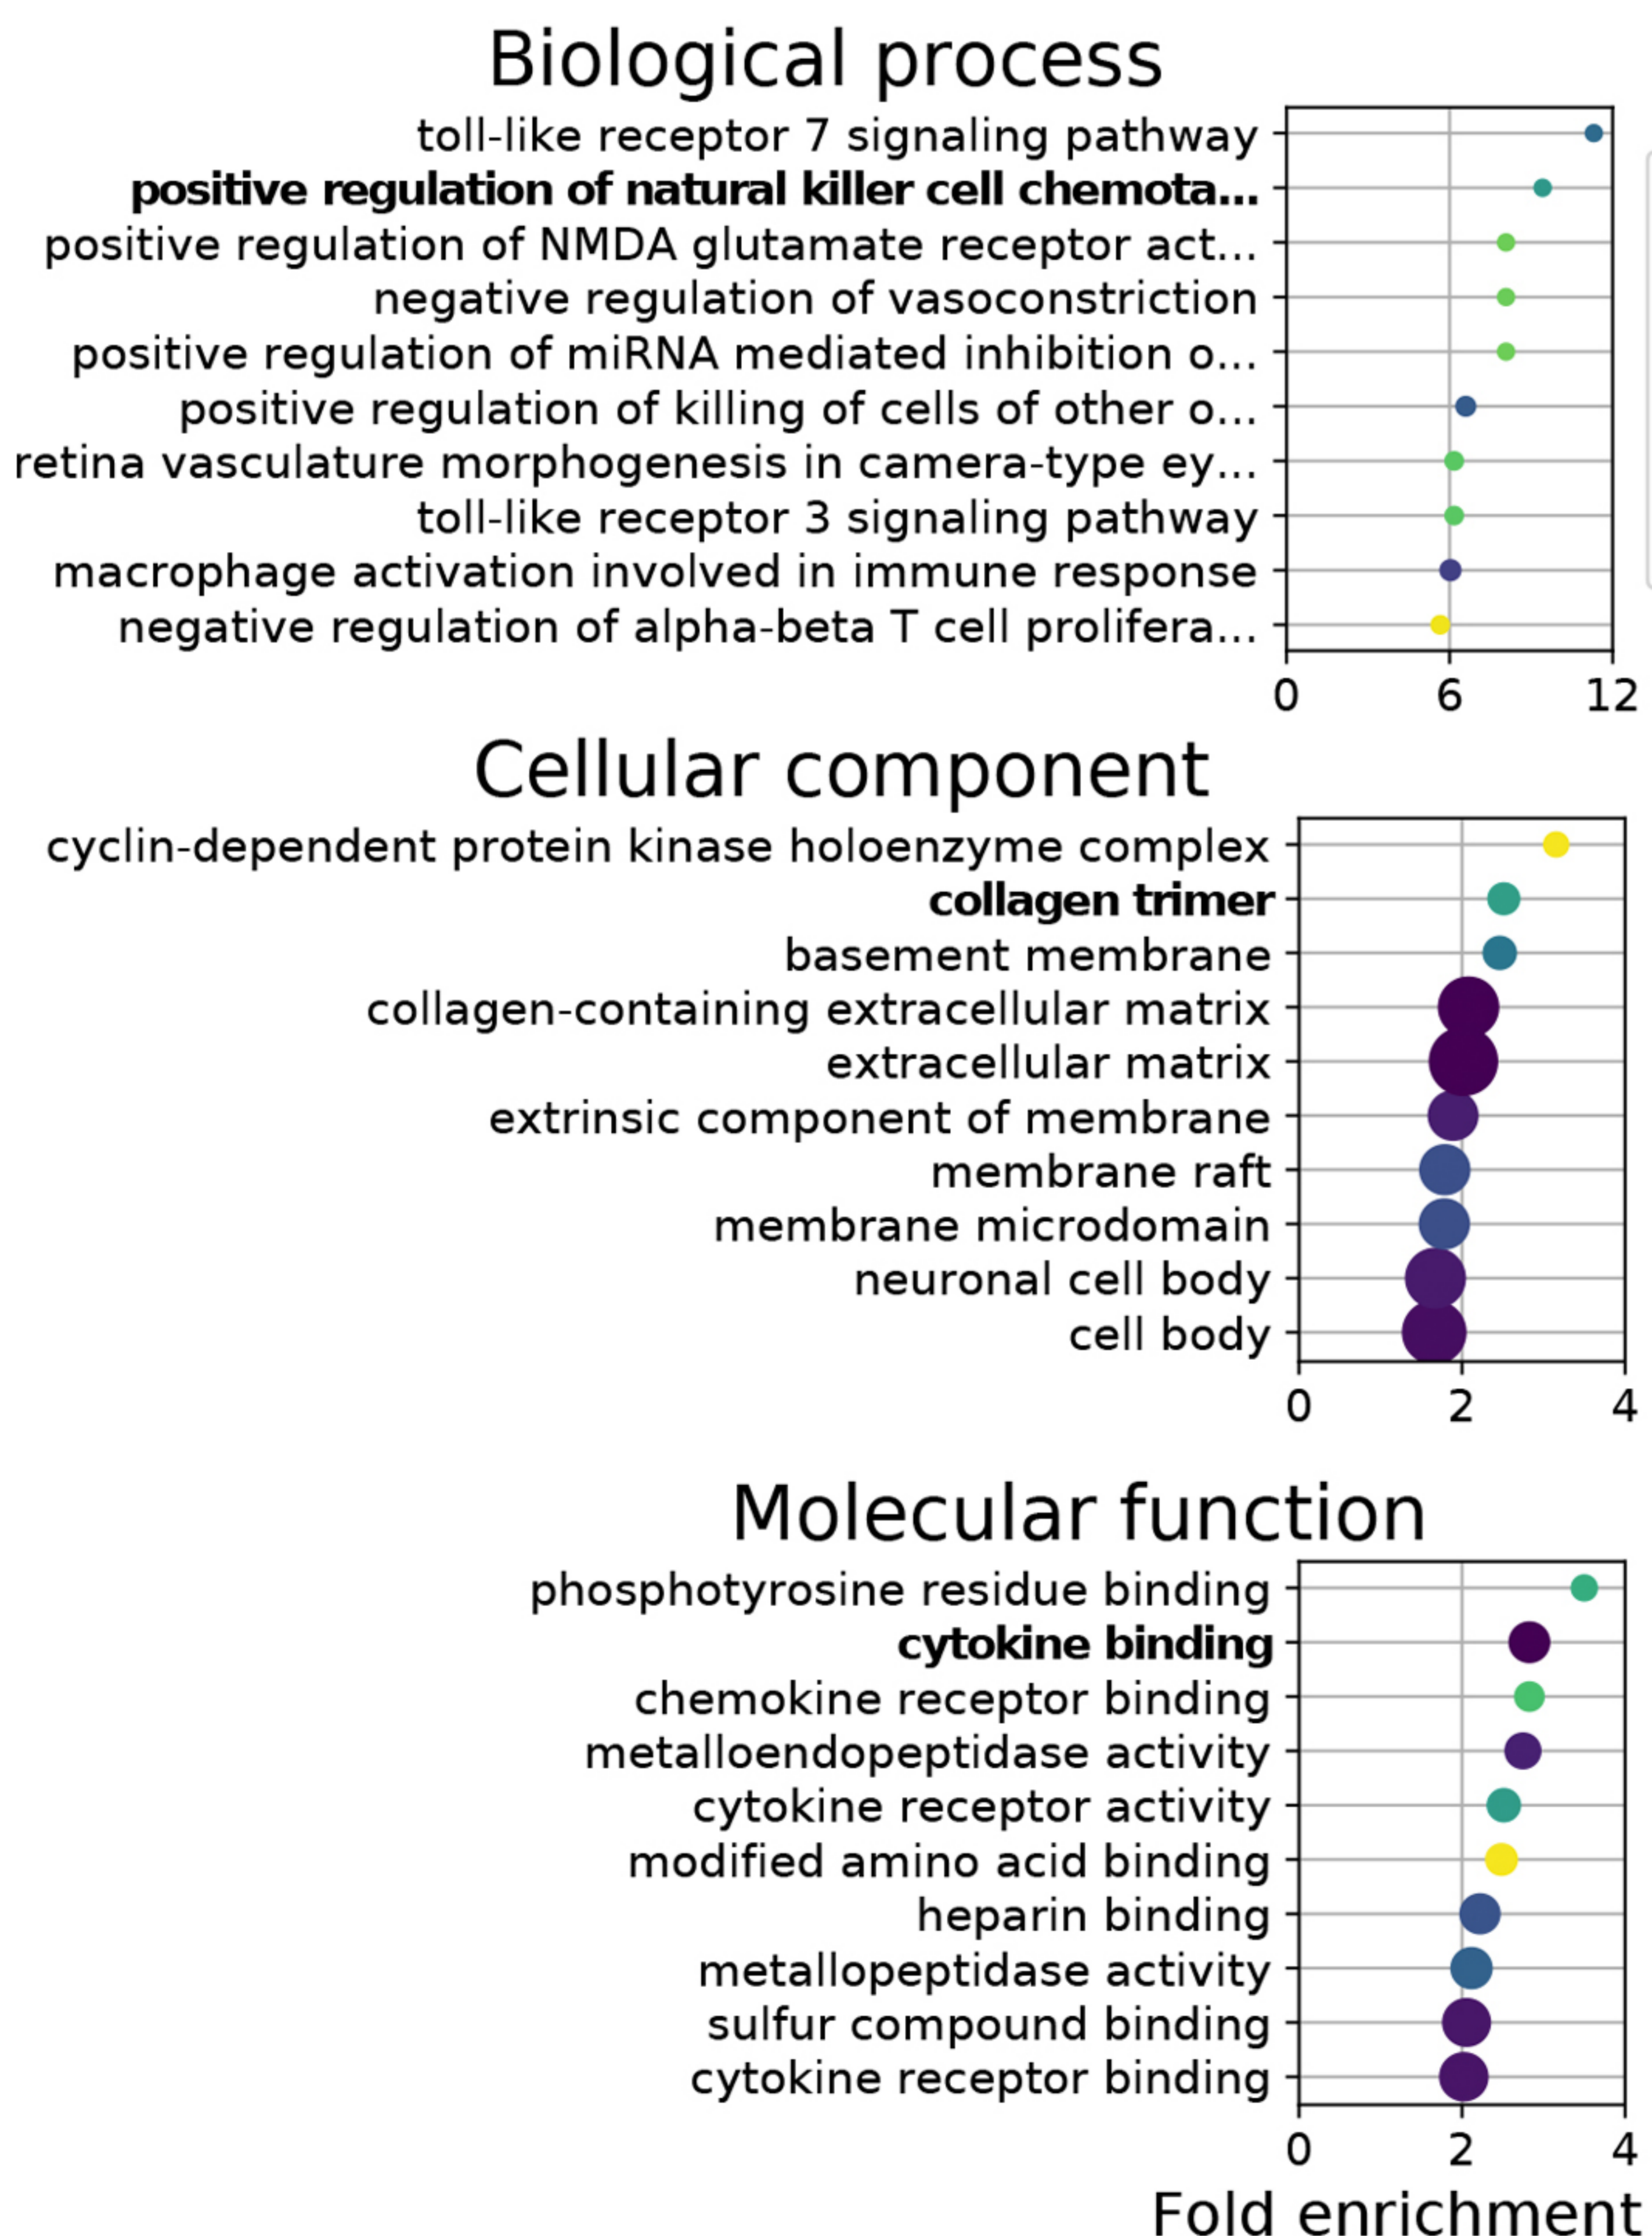 Biological process
toll-like receptor 7 signaling pathway
positive regulation of natural killer cell chemota...
positive regulation of NMDA glutamate receptor act...
negative regulation of vasoconstriction
positive regulation of miRNA mediated inhibition o...
positive regulation of killing of cells of other o...
retina vasculature morphogenesis in camera-type ey...
toll-like receptor 3 signaling pathway
macrophage activation involved in immune response
negative regulation of alpha-beta T cell prolifera...
0 6 12
Cellular component
cyclin-dependent protein kinase holoenzyme complex
collagen trimer
basement membrane
collagen-containing extracellular matrix
extracellular matrix
extrinsic component of membrane
membrane raft
membrane microdomain
neuronal cell body
cell body
0 2 4
Molecular function
phosphotyrosine residue binding
cytokine binding
chemokine receptor binding
metalloendopeptidase activity
cytokine receptor activity
modified amino acid binding
heparin binding
metallopeptidase activity
sulfur compound binding
cytokine receptor binding
0 2 4
Fold enrichment